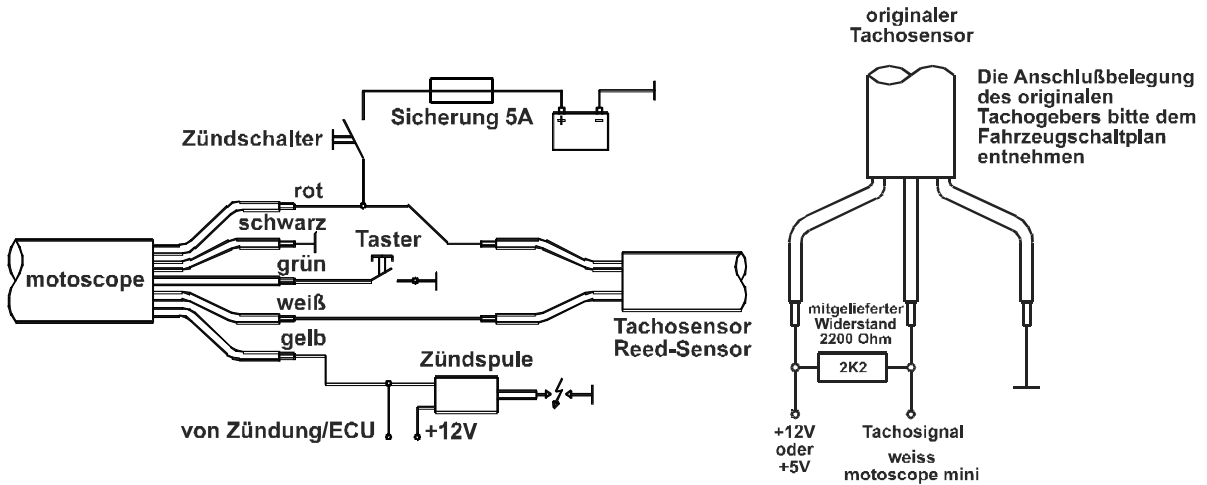 Sicherung 5A
+ -
Zündschalter
rot
schwarz
Taster
grün
motoscope
weiß
gelb
Tachosensor
Reed-Sensor
Zündspule
von Zündung/ECU
+12V
originaler
Tachosensor
Die Anschlußbelegung
des originalen
Tachogebers bitte dem
Fahrzeugschaltplan
entnehmen
mitgelieferter
Widerstand
2200 Ohm
2K2
+12V
oder
+5V
Tachosignal
weiss
motoscope mini